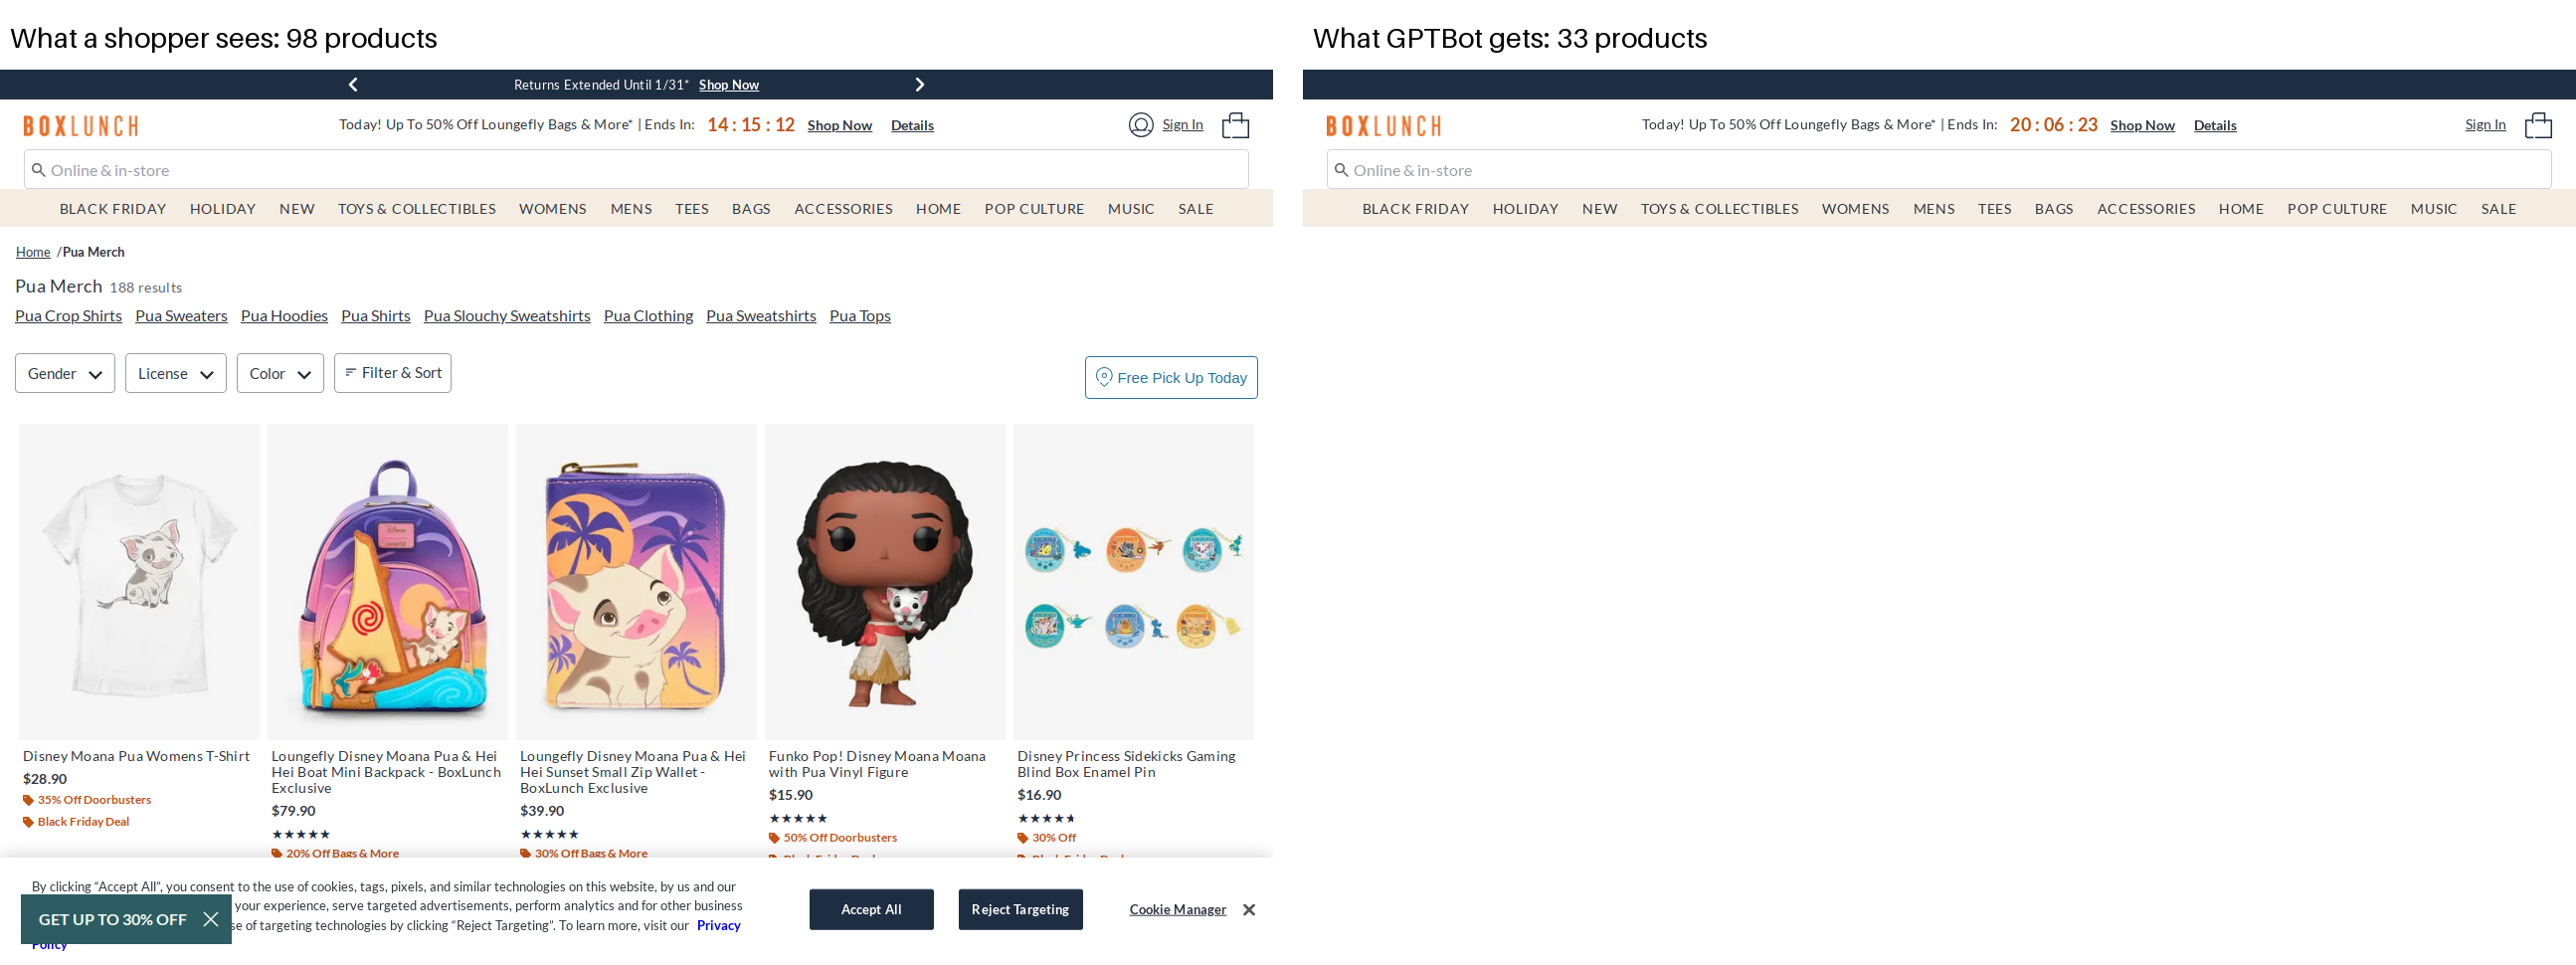 What a shopper sees: 98 products
Returns Extended Until 1/31* Shop Now
BOXLUNCH
Today! Up To 50% Off Loungefly Bags & More* | Ends In: 14 : 15 : 12 Shop Now Details
Sign In
Online & in-store
BLACK FRIDAY HOLIDAY NEW TOYS & COLLECTIBLES WOMENS MENS TEES BAGS ACCESSORIES HOME POP CULTURE MUSIC SALE
Home /Pua Merch
Pua Merch 188 results
Pua Crop Shirts Pua Sweaters Pua Hoodies Pua Shirts Pua Slouchy Sweatshirts Pua Clothing Pua Sweatshirts Pua Tops
Gender License Color Filter & Sort
Free Pick Up Today
Disney Moana Pua Womens T-Shirt
$28.90
35% Off Doorbusters
Black Friday Deal
Loungefly Disney Moana Pua & Hei
Hei Boat Mini Backpack - BoxLunch
Exclusive
$79.90
★★★★★
20% Off Bags & More
Loungefly Disney Moana Pua & Hei
Hei Sunset Small Zip Wallet -
BoxLunch Exclusive
$39.90
★★★★★
30% Off Bags & More
Funko Pop! Disney Moana Moana
with Pua Vinyl Figure
$15.90
★★★★★
50% Off Doorbusters
Disney Princess Sidekicks Gaming
Blind Box Enamel Pin
$16.90
30% Off
By clicking “Accept All”, you consent to the use of cookies, tags, pixels, and similar technologies on this website, by us and our
your experience, serve targeted advertisements, perform analytics and for other business
of targeting technologies by clicking “Reject Targeting”. To learn more, visit our Privacy
Policy
GET UP TO 30% OFF
Accept All
Reject Targeting
Cookie Manager
What GPTBot gets: 33 products
BOXLUNCH
Today! Up To 50% Off Loungefly Bags & More* | Ends In: 20 : 06 : 23 Shop Now Details
Sign In
Online & in-store
BLACK FRIDAY HOLIDAY NEW TOYS & COLLECTIBLES WOMENS MENS TEES BAGS ACCESSORIES HOME POP CULTURE MUSIC SALE